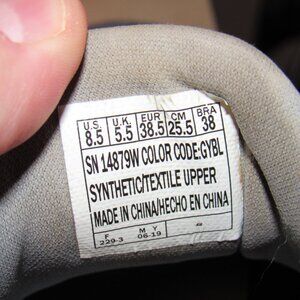 U.S. U.K. EUR CM BRA
8.5 5.5 38.5 25.5 38
SN 14879W COLOR CODE:GYBL
SYNTHETIC/TEXTILE UPPER
MADE IN CHINA/HECHO EN CHINA
F M Y
229-3 06-19